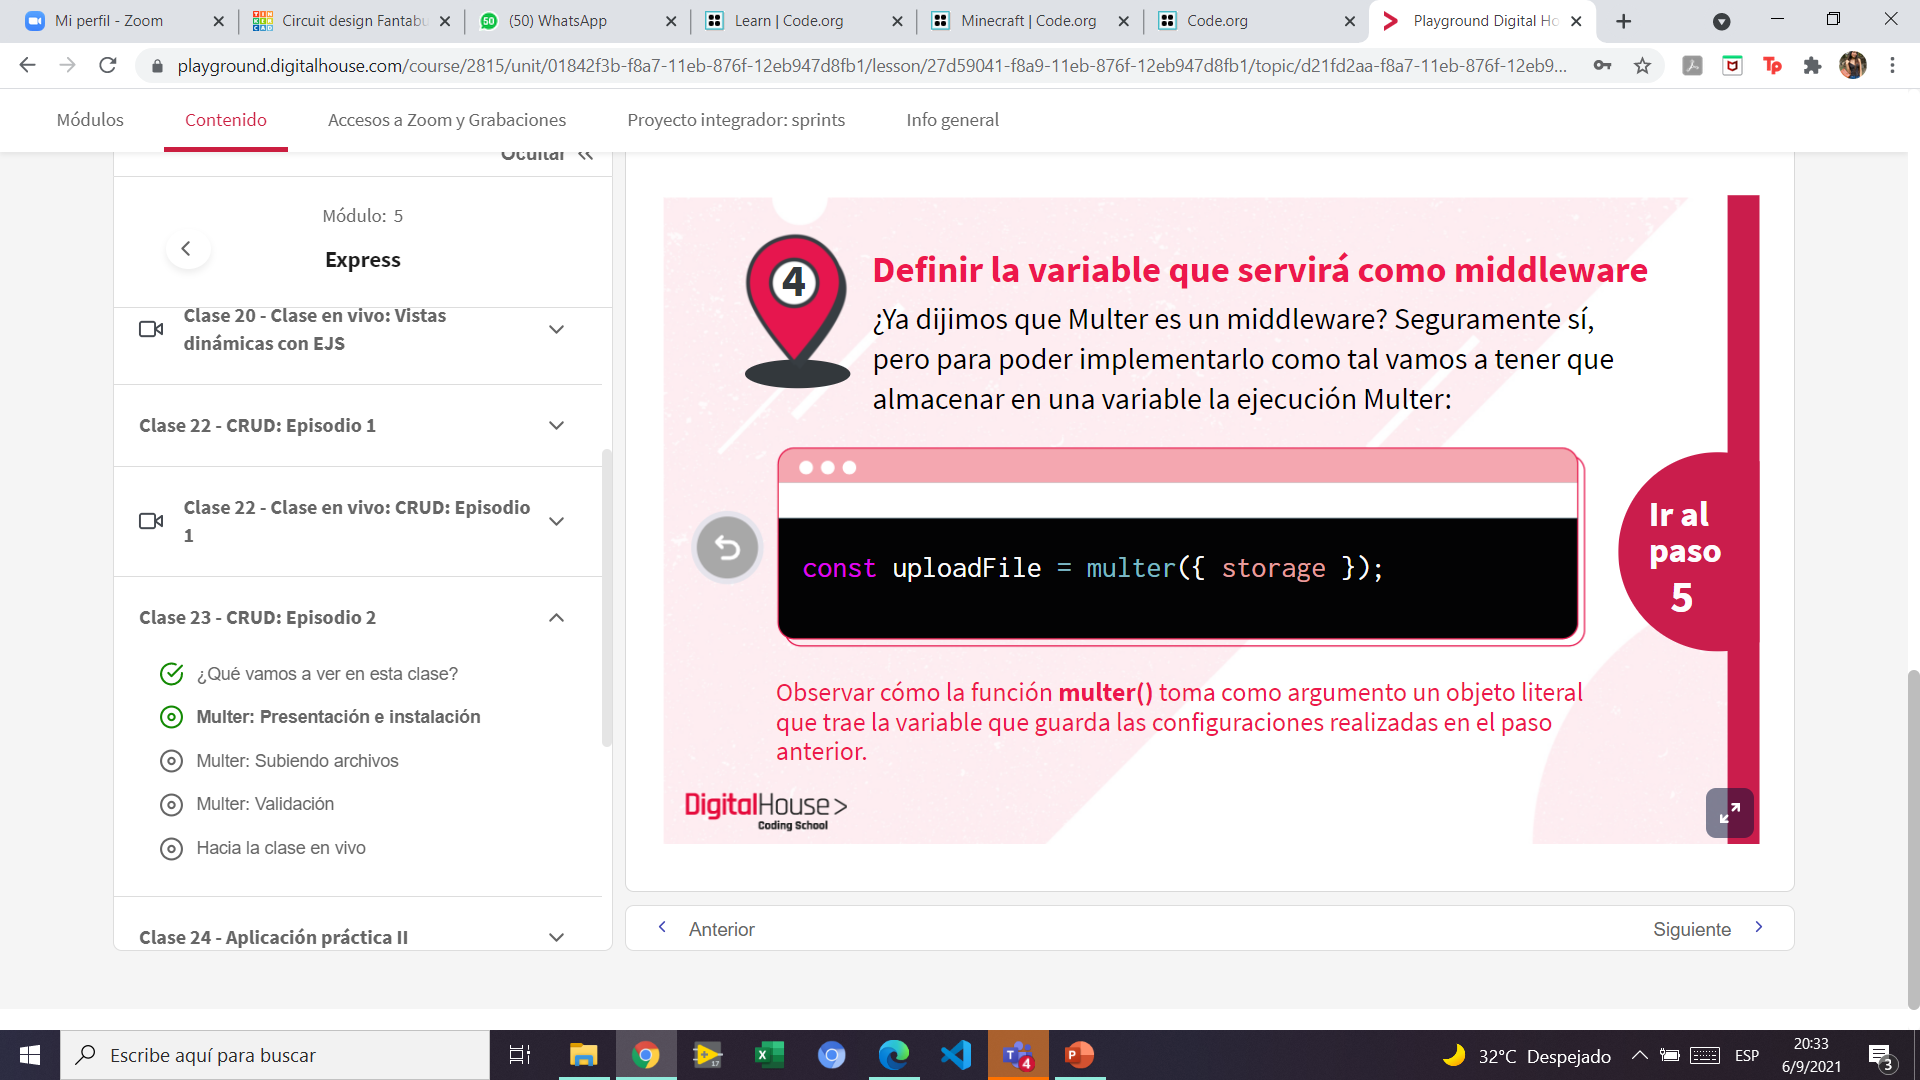 Mi perfil - Zoom
Circuit design Fantabu
(50) WhatsApp
Learn | Code.org
Minecraft | Code.org
Code.org
Playground Digital Ho
playground.digitalhouse.com/course/2815/unit/01842f3b-f8a7-11eb-876f-12eb947d8fb1/lesson/27d59041-f8a9-11eb-876f-12eb947d8fb1/topic/d21fd2aa-f8a7-11eb-876f-12eb9...
Módulos
Contenido
Accesos a Zoom y Grabaciones
Proyecto integrador: sprints
Info general
Ocultar
Módulo: 5
Express
Clase 20 - Clase en vivo: Vistas
dinámicas con EJS
Clase 22 - CRUD: Episodio 1
Clase 22 - Clase en vivo: CRUD: Episodio
1
Clase 23 - CRUD: Episodio 2
¿Qué vamos a ver en esta clase?
Multer: Presentación e instalación
Multer: Subiendo archivos
Multer: Validación
Hacia la clase en vivo
Clase 24 - Aplicación práctica II
4
Definir la variable que servirá como middleware
¿Ya dijimos que Multer es un middleware? Seguramente sí,
pero para poder implementarlo como tal vamos a tener que
almacenar en una variable la ejecución Multer:
const uploadFile = multer({ storage });
Ir al
paso
5
Observar cómo la función multer() toma como argumento un objeto literal
que trae la variable que guarda las configuraciones realizadas en el paso
anterior.
DigitalHouse>
Coding School
Anterior
Siguiente
Escribe aquí para buscar
32°C Despejado
ESP
20:33
6/9/2021
3